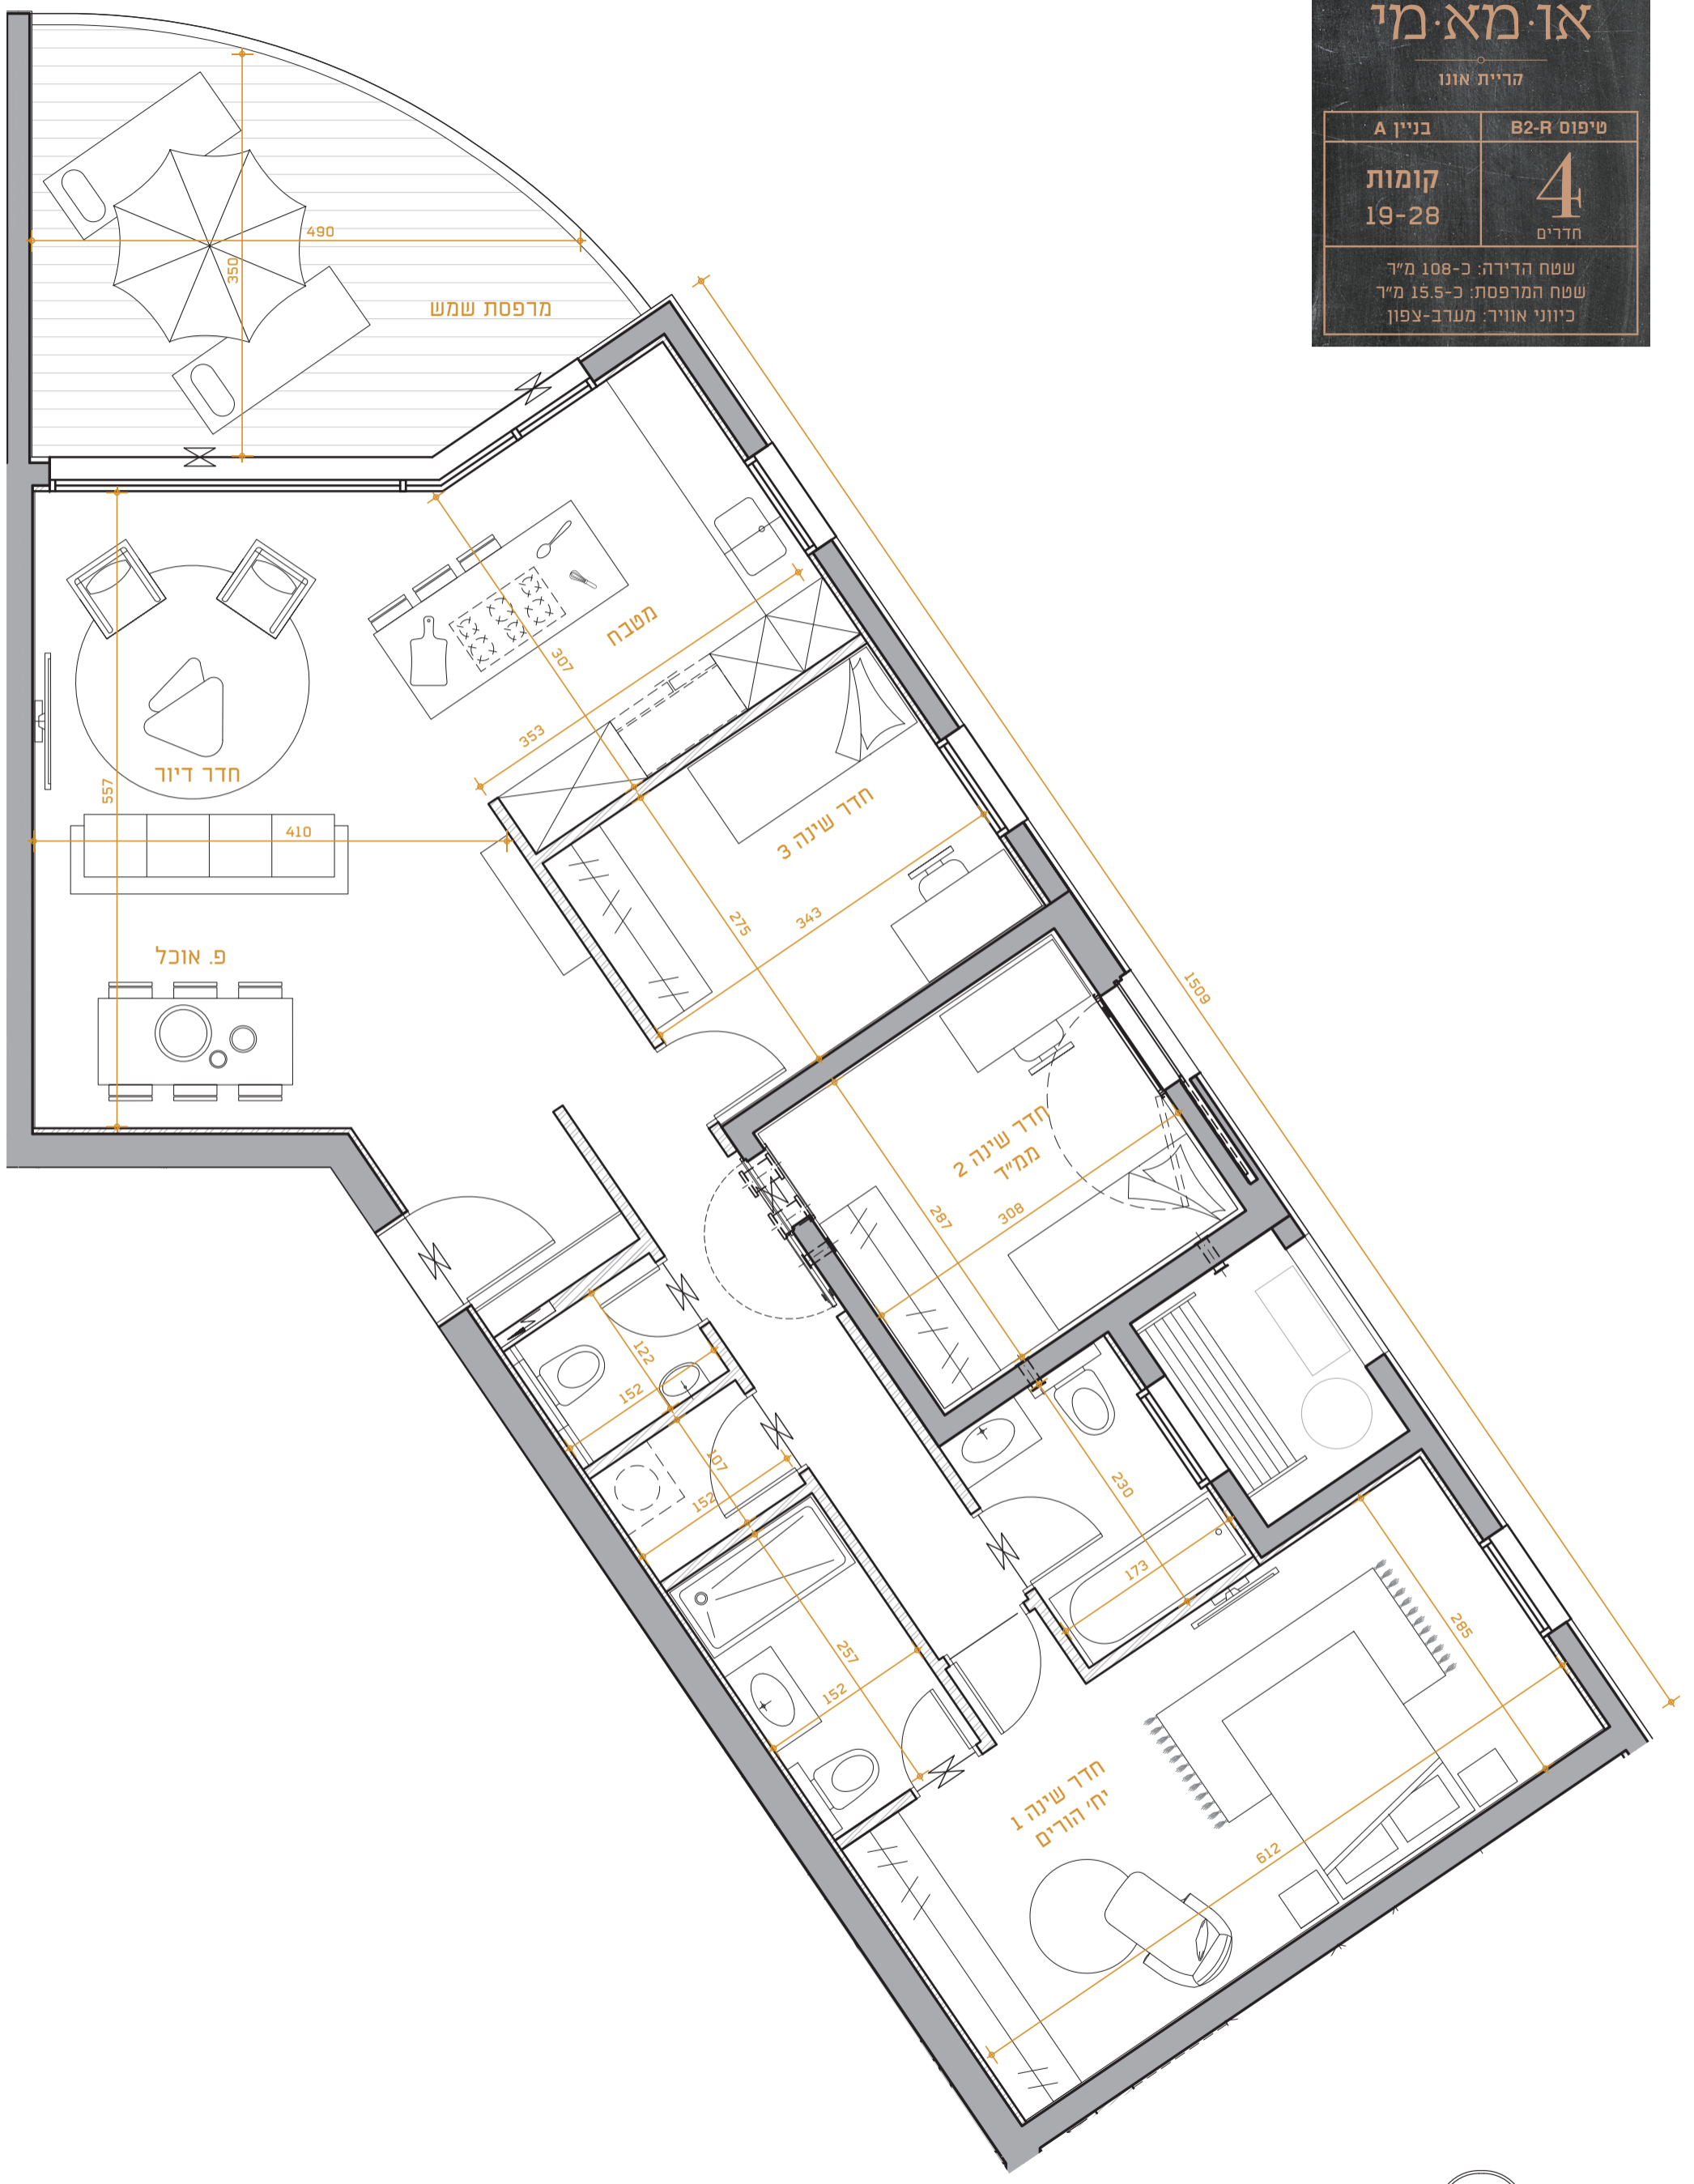 או·מא·מי
קריית אונו
טיפוס B2-R
בניין A
4
חדרים
קומות
19-28
שטח הדירה: כ-108 מ"ר
שטח המרפסת: כ-15.5 מ"ר
כיווני אוויר: מערב-צפון
490
350
מרפסת שמש
מטבח
307
353
חדר דיור
557
410
חדר שינה 3
275
343
פ. אוכל
1509
חדר שינה 2
ממ"ד
287
308
122
152
107
152
230
173
257
152
285
חדר שינה 1
יח' הורים
612